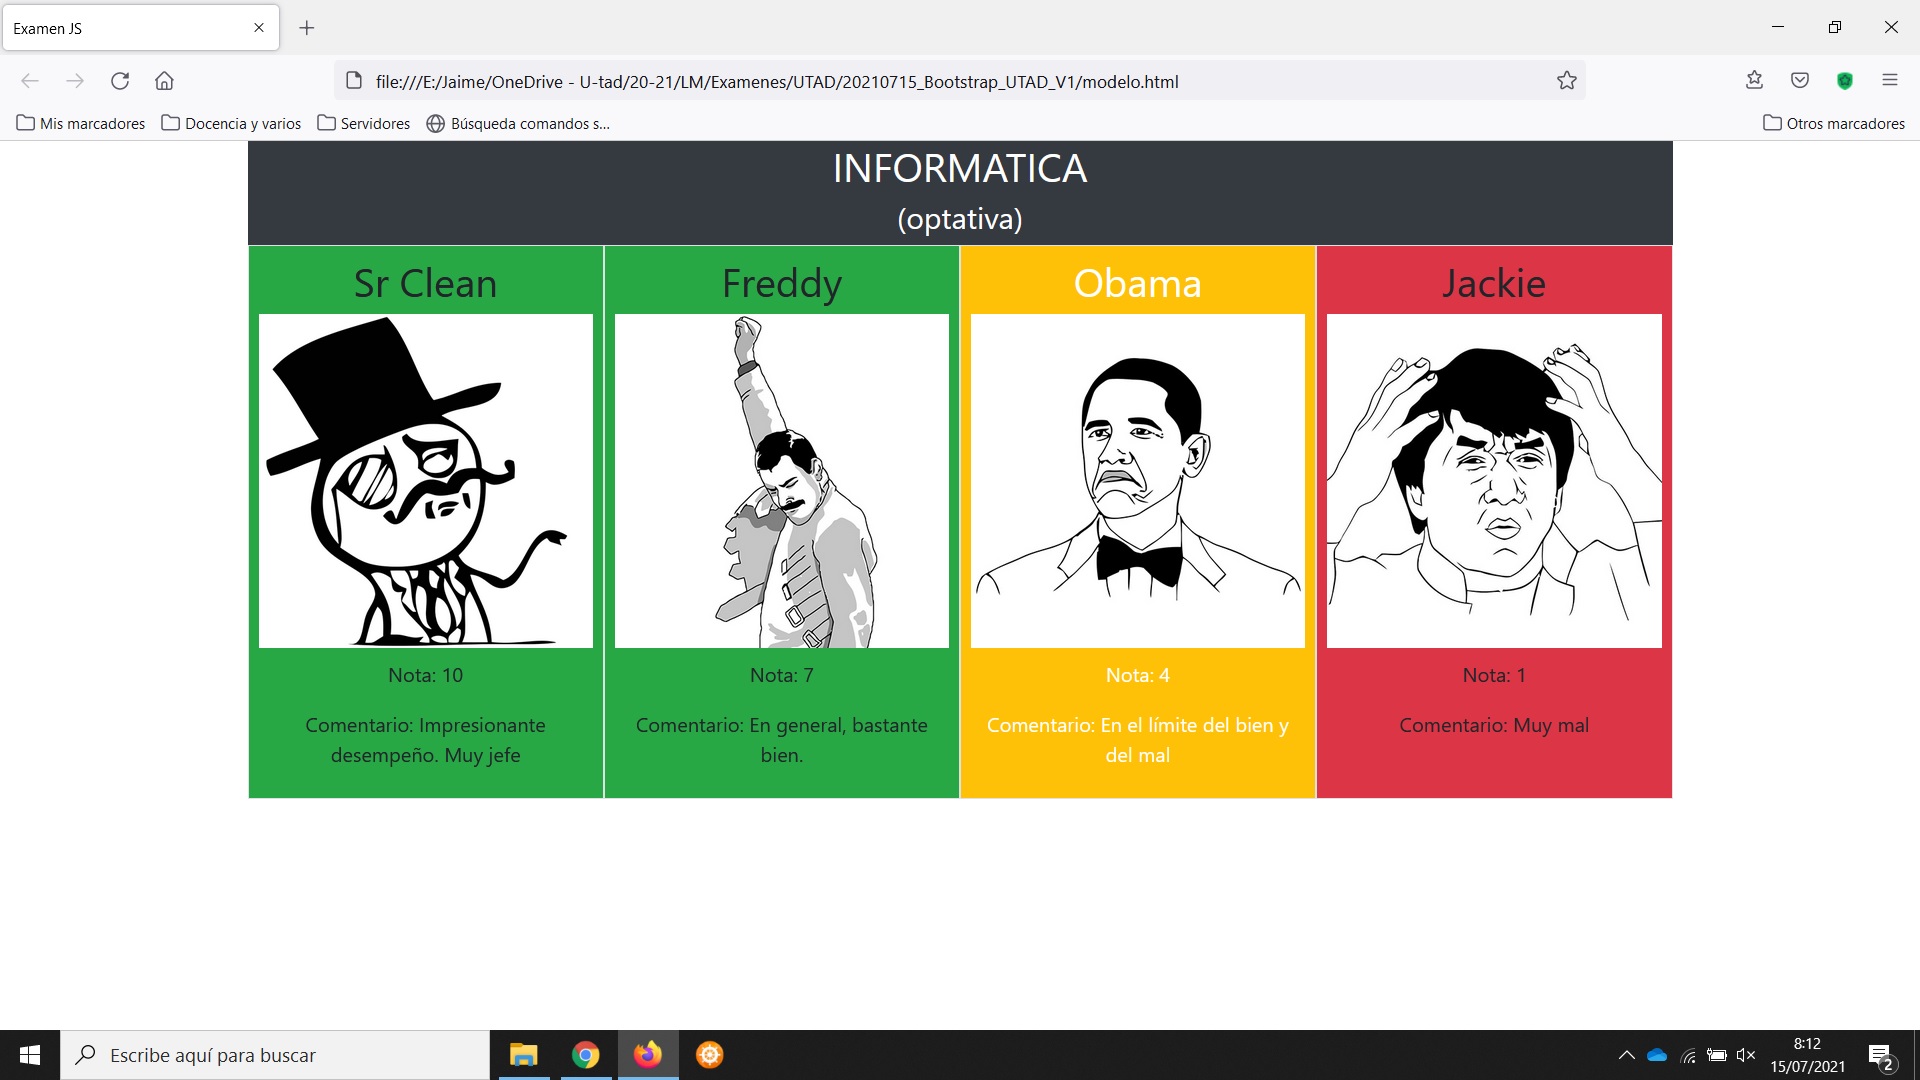 Examen JS
file:///E:/Jaime/OneDrive - U-tad/20-21/LM/Examenes/UTAD/20210715_Bootstrap_UTAD_V1/modelo.html
Mis marcadores
Docencia y varios
Servidores
Búsqueda comandos s...
Otros marcadores
INFORMATICA
(optativa)
Sr Clean
Freddy
Obama
Jackie
Nota: 10
Nota: 7
Nota: 4
Nota: 1
Comentario: Impresionante
desempeño. Muy jefe
Comentario: En general, bastante
bien.
Comentario: En el límite del bien y
del mal
Comentario: Muy mal
Escribe aquí para buscar
8:12
15/07/2021
2